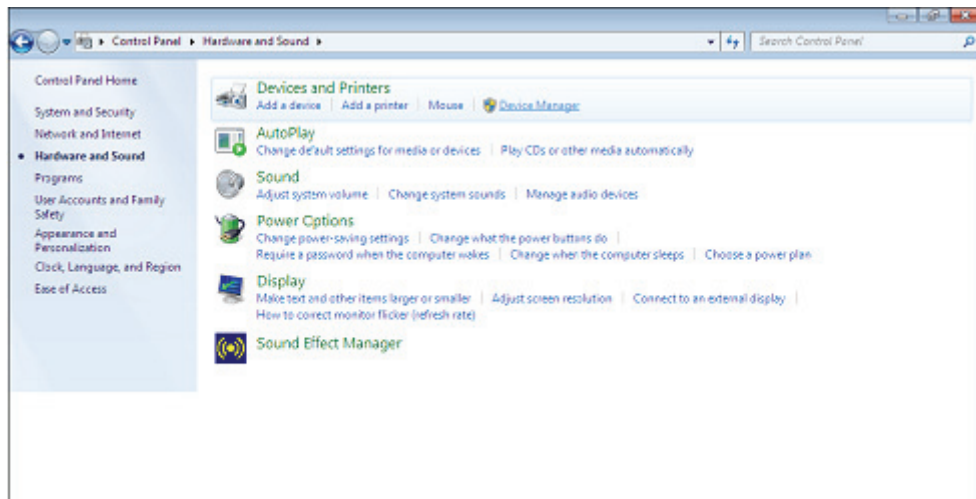 Control Panel Hardware and Sound Search Control Panel
Control Panel Home
System and Security
Network and Internet
Hardware and Sound
Programs
User Accounts and Family
Safety
Appearance and
Personalization
Clock, Language, and Region
Ease of Access
Devices and Printers
Add a device Add a printer Mouse Device Manager
AutoPlay
Change default settings for media or devices Play CDs or other media automatically
Sound
Adjust system volume Change system sounds Manage audio devices
Power Options
Change power-saving settings Change what the power buttons do
Require a password when the computer wakes Change when the computer sleeps Choose a power plan
Display
Make text and other items larger or smaller Adjust screen resolution Connect to an external display
How to correct monitor flicker (refresh rate)
Sound Effect Manager